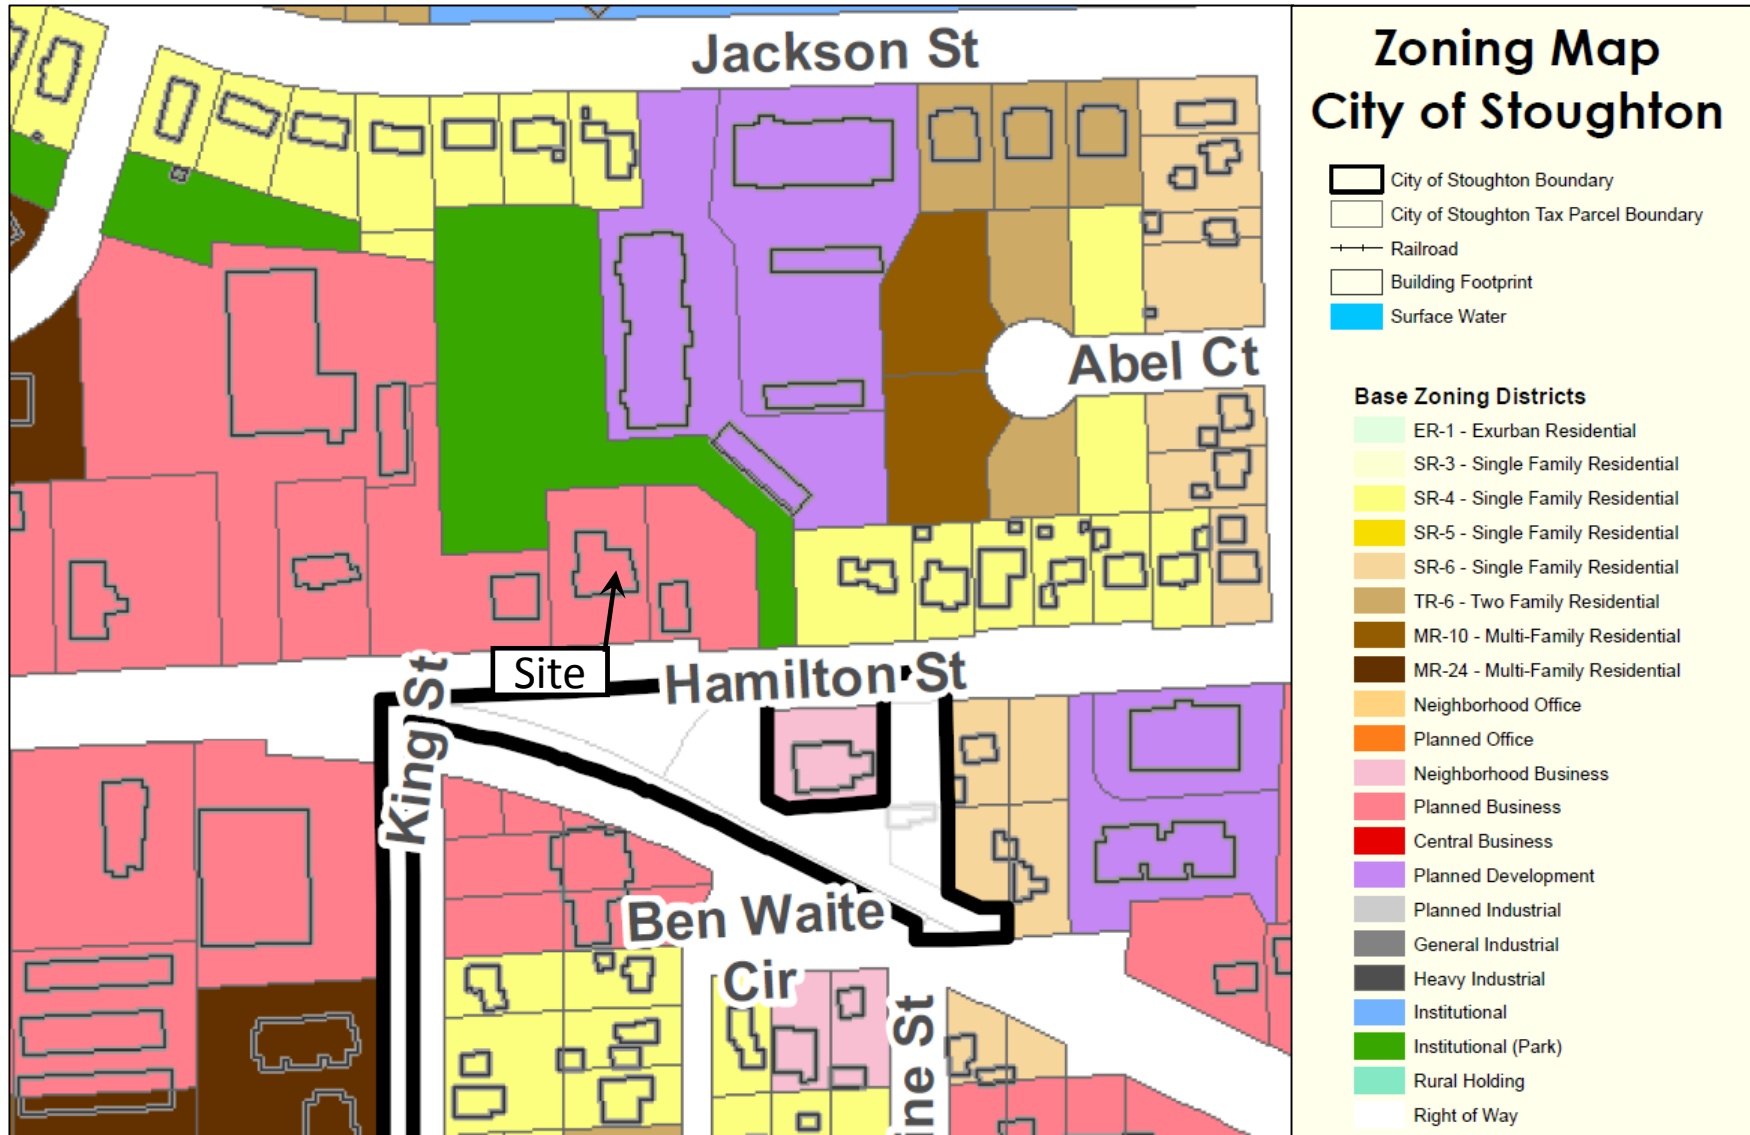 Jackson St
Abel Ct
Site
Hamilton St
King St
Ben Waite
Cir
ine St
Zoning Map
City of Stoughton
City of Stoughton Boundary
City of Stoughton Tax Parcel Boundary
Railroad
Building Footprint
Surface Water
Base Zoning Districts
ER-1 - Exurban Residential
SR-3 - Single Family Residential
SR-4 - Single Family Residential
SR-5 - Single Family Residential
SR-6 - Single Family Residential
TR-6 - Two Family Residential
MR-10 - Multi-Family Residential
MR-24 - Multi-Family Residential
Neighborhood Office
Planned Office
Neighborhood Business
Planned Business
Central Business
Planned Development
Planned Industrial
General Industrial
Heavy Industrial
Institutional
Institutional (Park)
Rural Holding
Right of Way